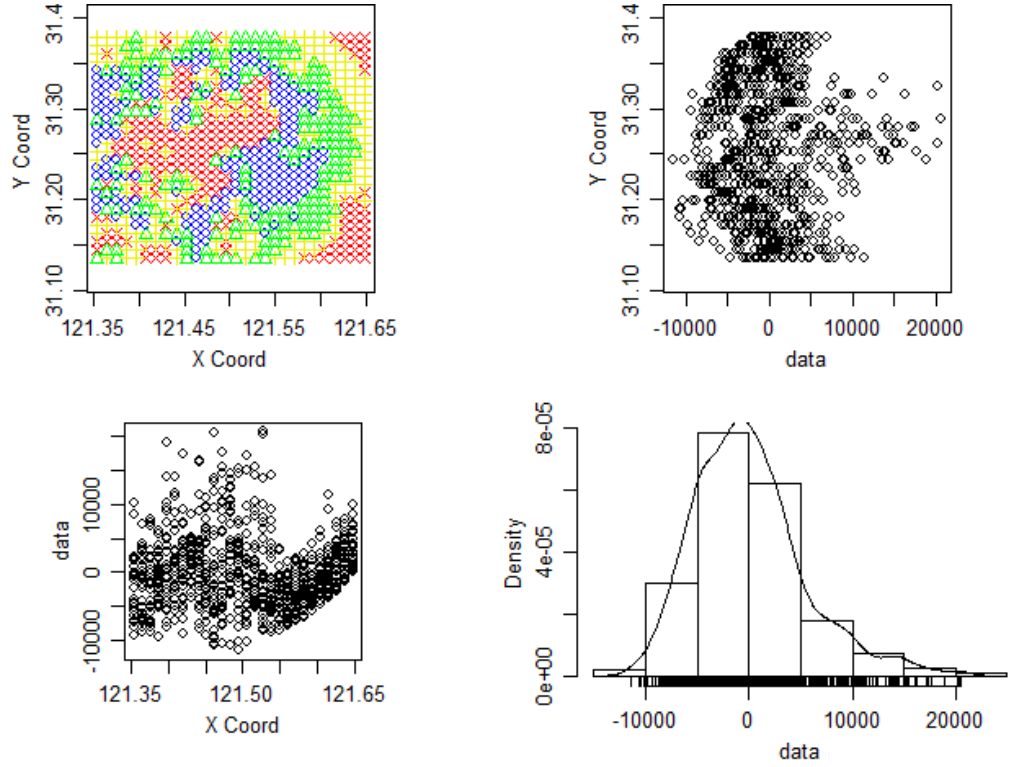 31.4
31.30
31.20
31.10
Y Coord
121.35 121.45 121.55 121.65
X Coord
31.4
31.30
31.20
31.10
Y Coord
-10000 0 10000 20000
data
10000
0
-10000
data
121.35 121.50 121.65
X Coord
8e-05
4e-05
0e+00
Density
-10000 0 10000 20000
data